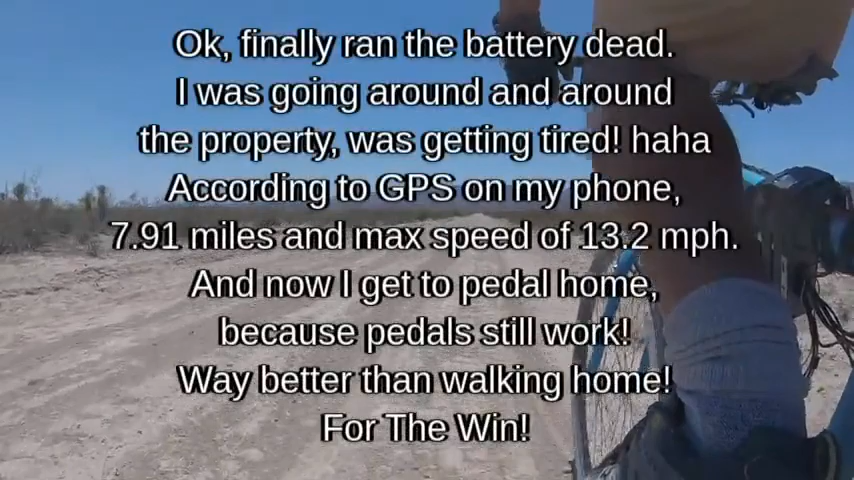 Ok, finally ran the battery dead.
I was going around and around
the property, was getting tired! haha
According to GPS on my phone,
7.91 miles and max speed of 13.2 mph.
And now I get to pedal home,
because pedals still work!
Way better than walking home!
For The Win!